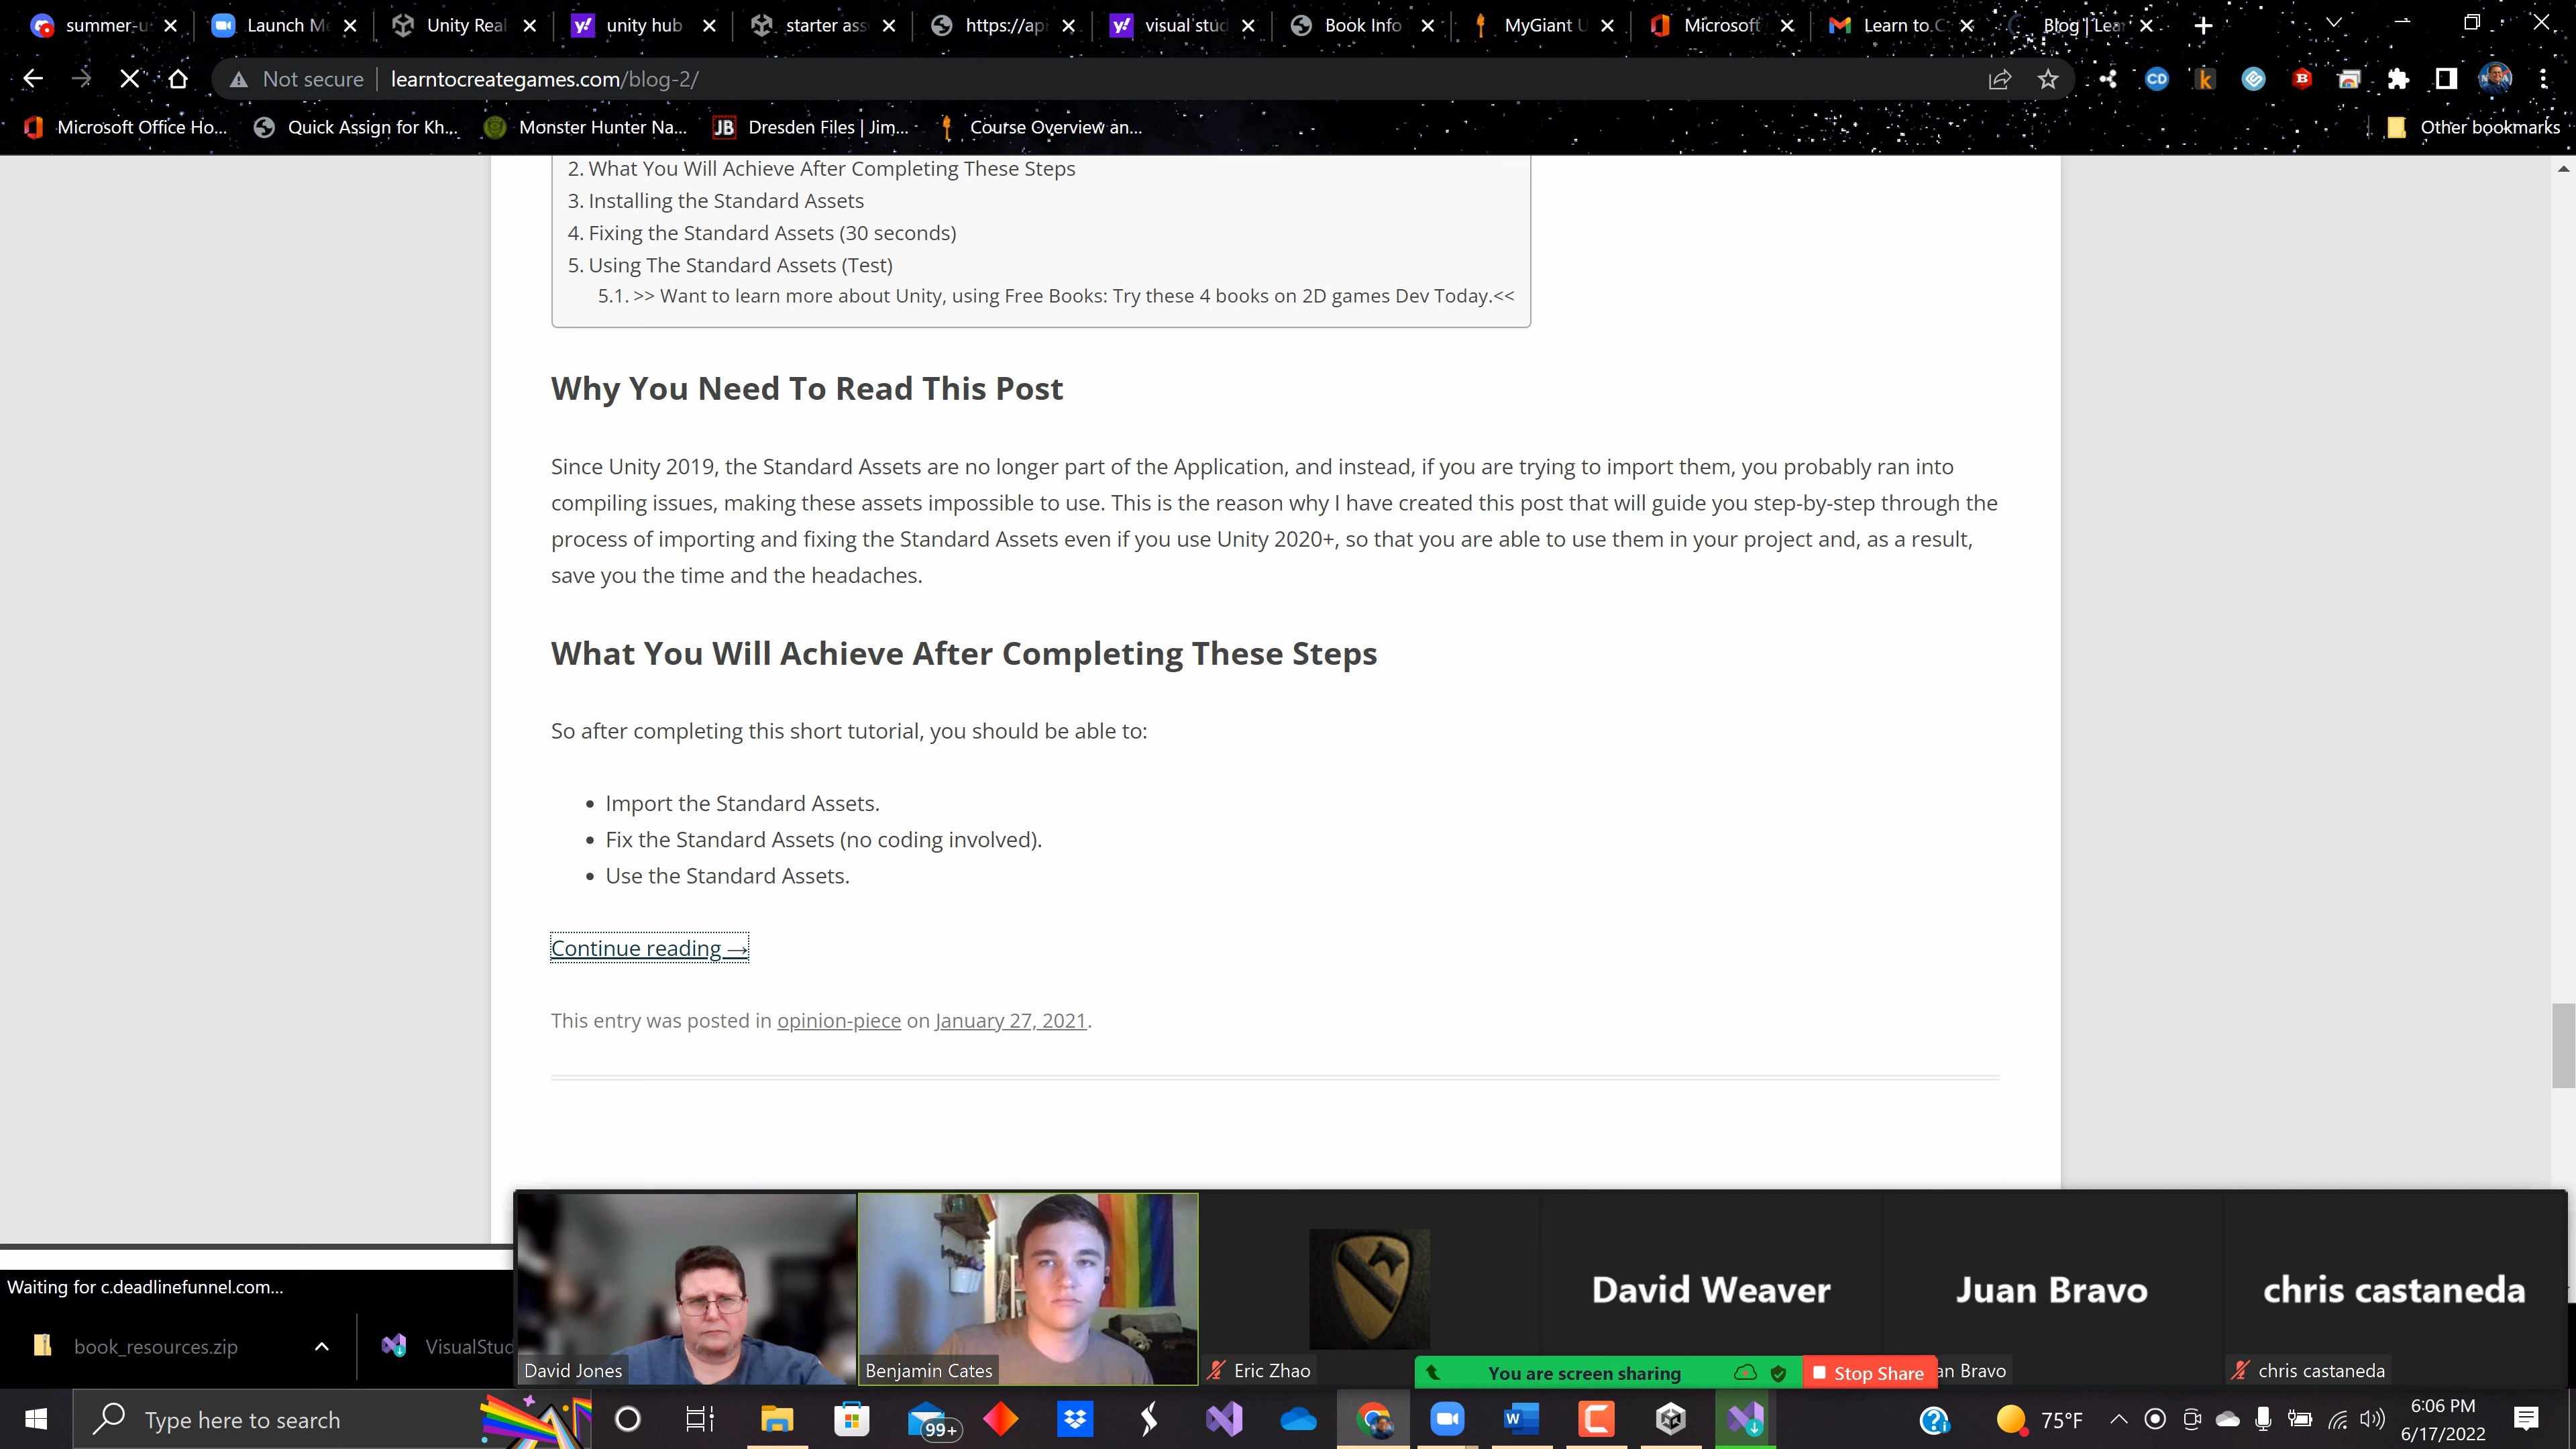 summer-u
Launch Me
Unity Real
unity hub
starter ass
https://api
visual stud
Book Info
MyGiant U
Microsoft
Learn to C
Blog | Lear
Not secure
learntocreategames.com/blog-2/
Microsoft Office Ho...
Quick Assign for Kh...
Monster Hunter Na...
JB
Dresden Files | Jim...
Course Overview an...
Other bookmarks
2. What You Will Achieve After Completing These Steps
3. Installing the Standard Assets
4. Fixing the Standard Assets (30 seconds)
5. Using The Standard Assets (Test)
5.1. >> Want to learn more about Unity, using Free Books: Try these 4 books on 2D games Dev Today.<<
Why You Need To Read This Post
Since Unity 2019, the Standard Assets are no longer part of the Application, and instead, if you are trying to import them, you probably ran into
compiling issues, making these assets impossible to use. This is the reason why I have created this post that will guide you step-by-step through the
process of importing and fixing the Standard Assets even if you use Unity 2020+, so that you are able to use them in your project and, as a result,
save you the time and the headaches.
What You Will Achieve After Completing These Steps
So after completing this short tutorial, you should be able to:
• Import the Standard Assets.
• Fix the Standard Assets (no coding involved).
• Use the Standard Assets.
Continue reading →
This entry was posted in opinion-piece on January 27, 2021.
Waiting for c.deadlinefunnel.com...
book_resources.zip
VisualStud
David Jones
Benjamin Cates
Eric Zhao
David Weaver
Juan Bravo
chris castaneda
You are screen sharing
Stop Share
an Bravo
chris castaneda
Type here to search
99+
75°F
6:06 PM
6/17/2022